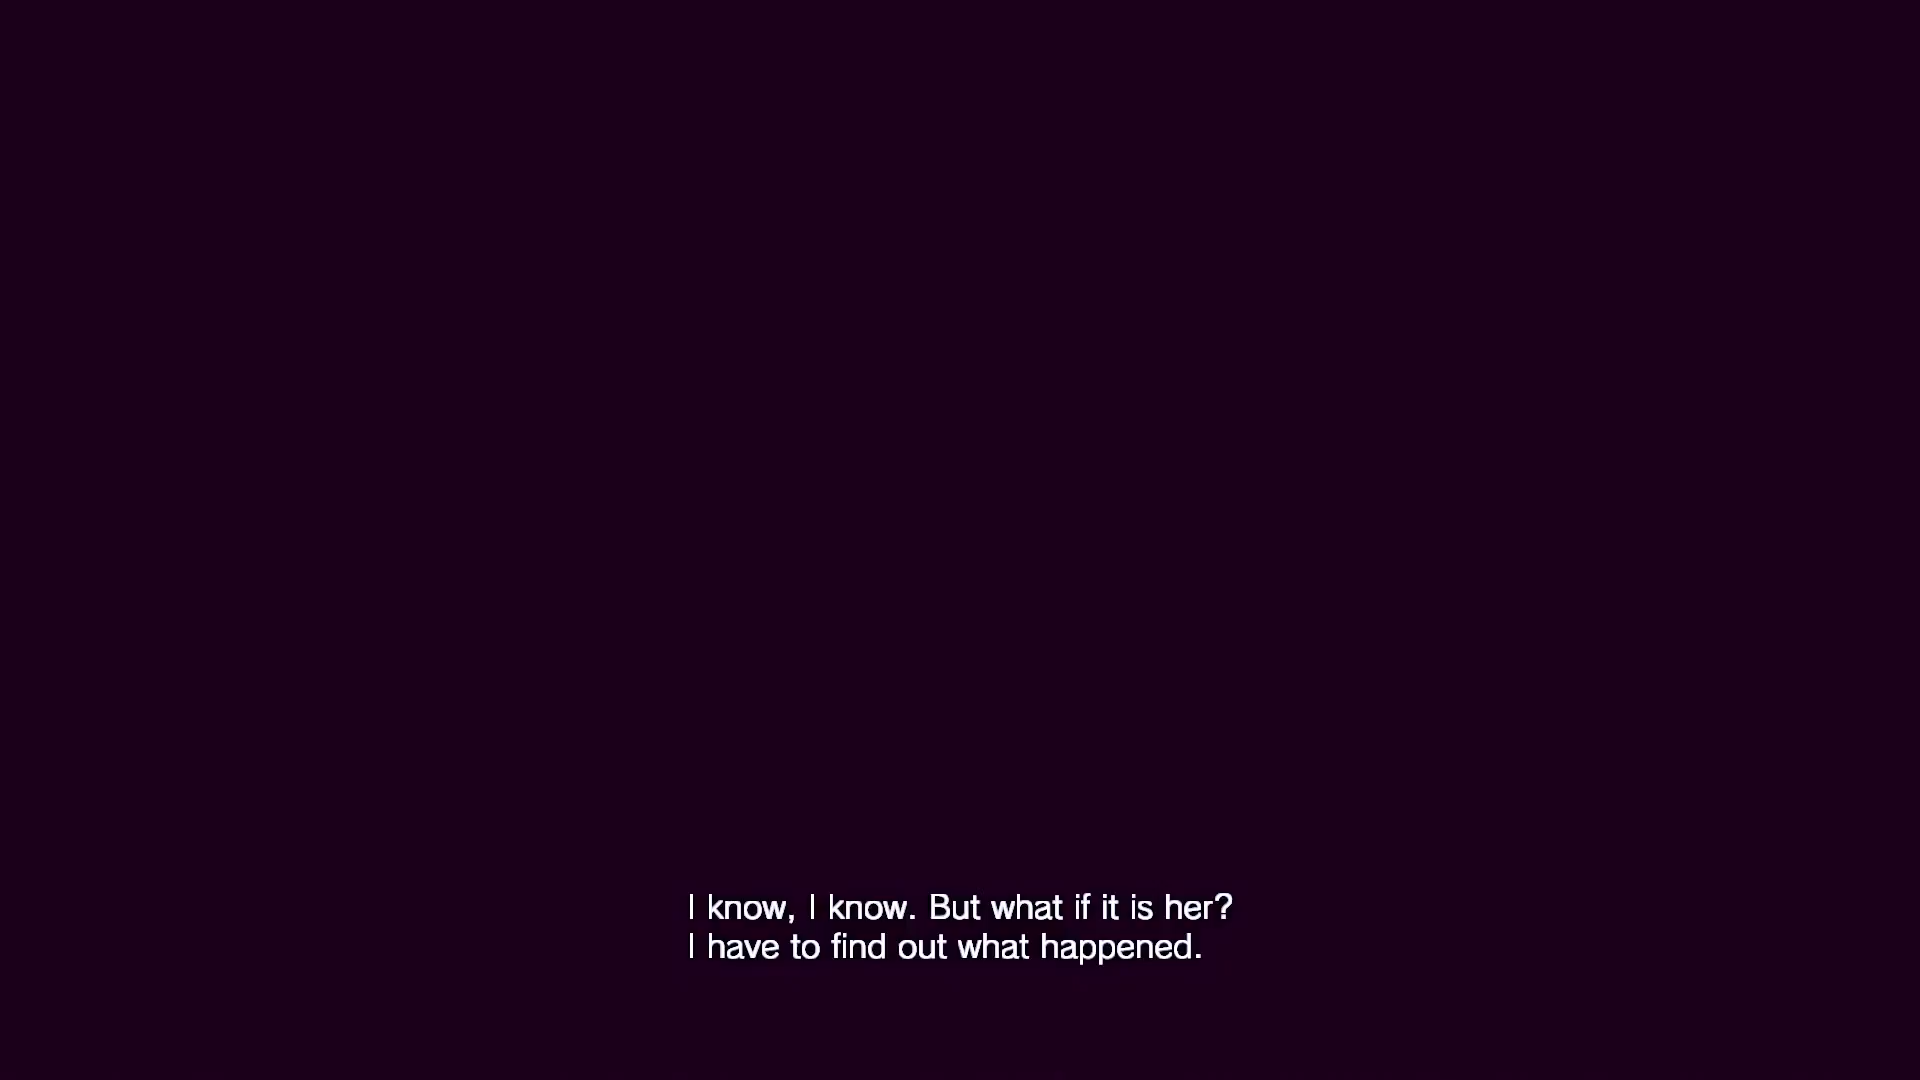 I know, I know. But what if it is her?
I have to find out what happened.